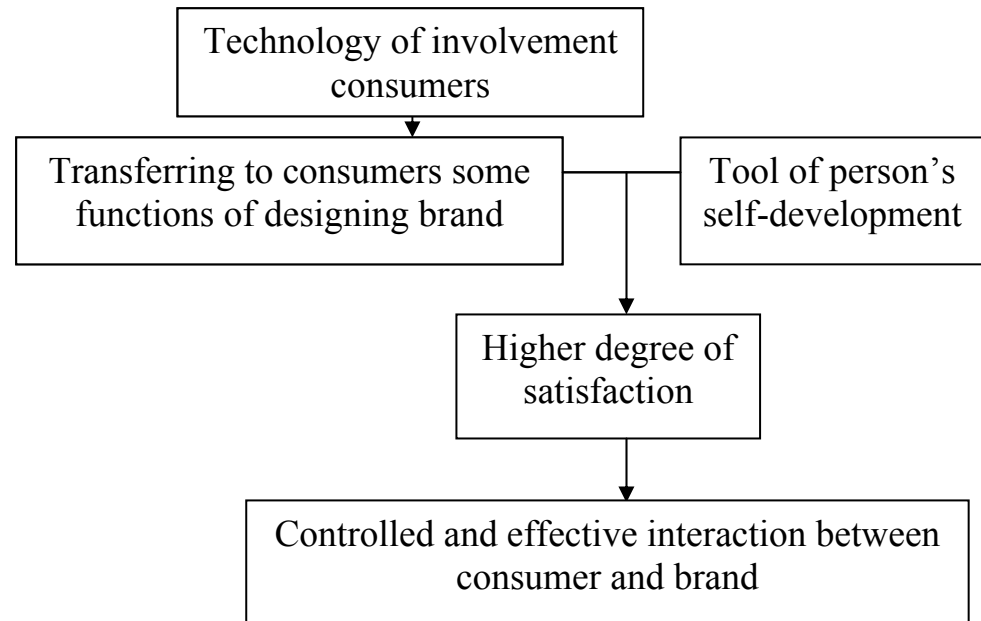 Technology of involvement
consumers
Transferring to consumers some
functions of designing brand
Tool of person’s
self-development
Higher degree of
satisfaction
Controlled and effective interaction between
consumer and brand